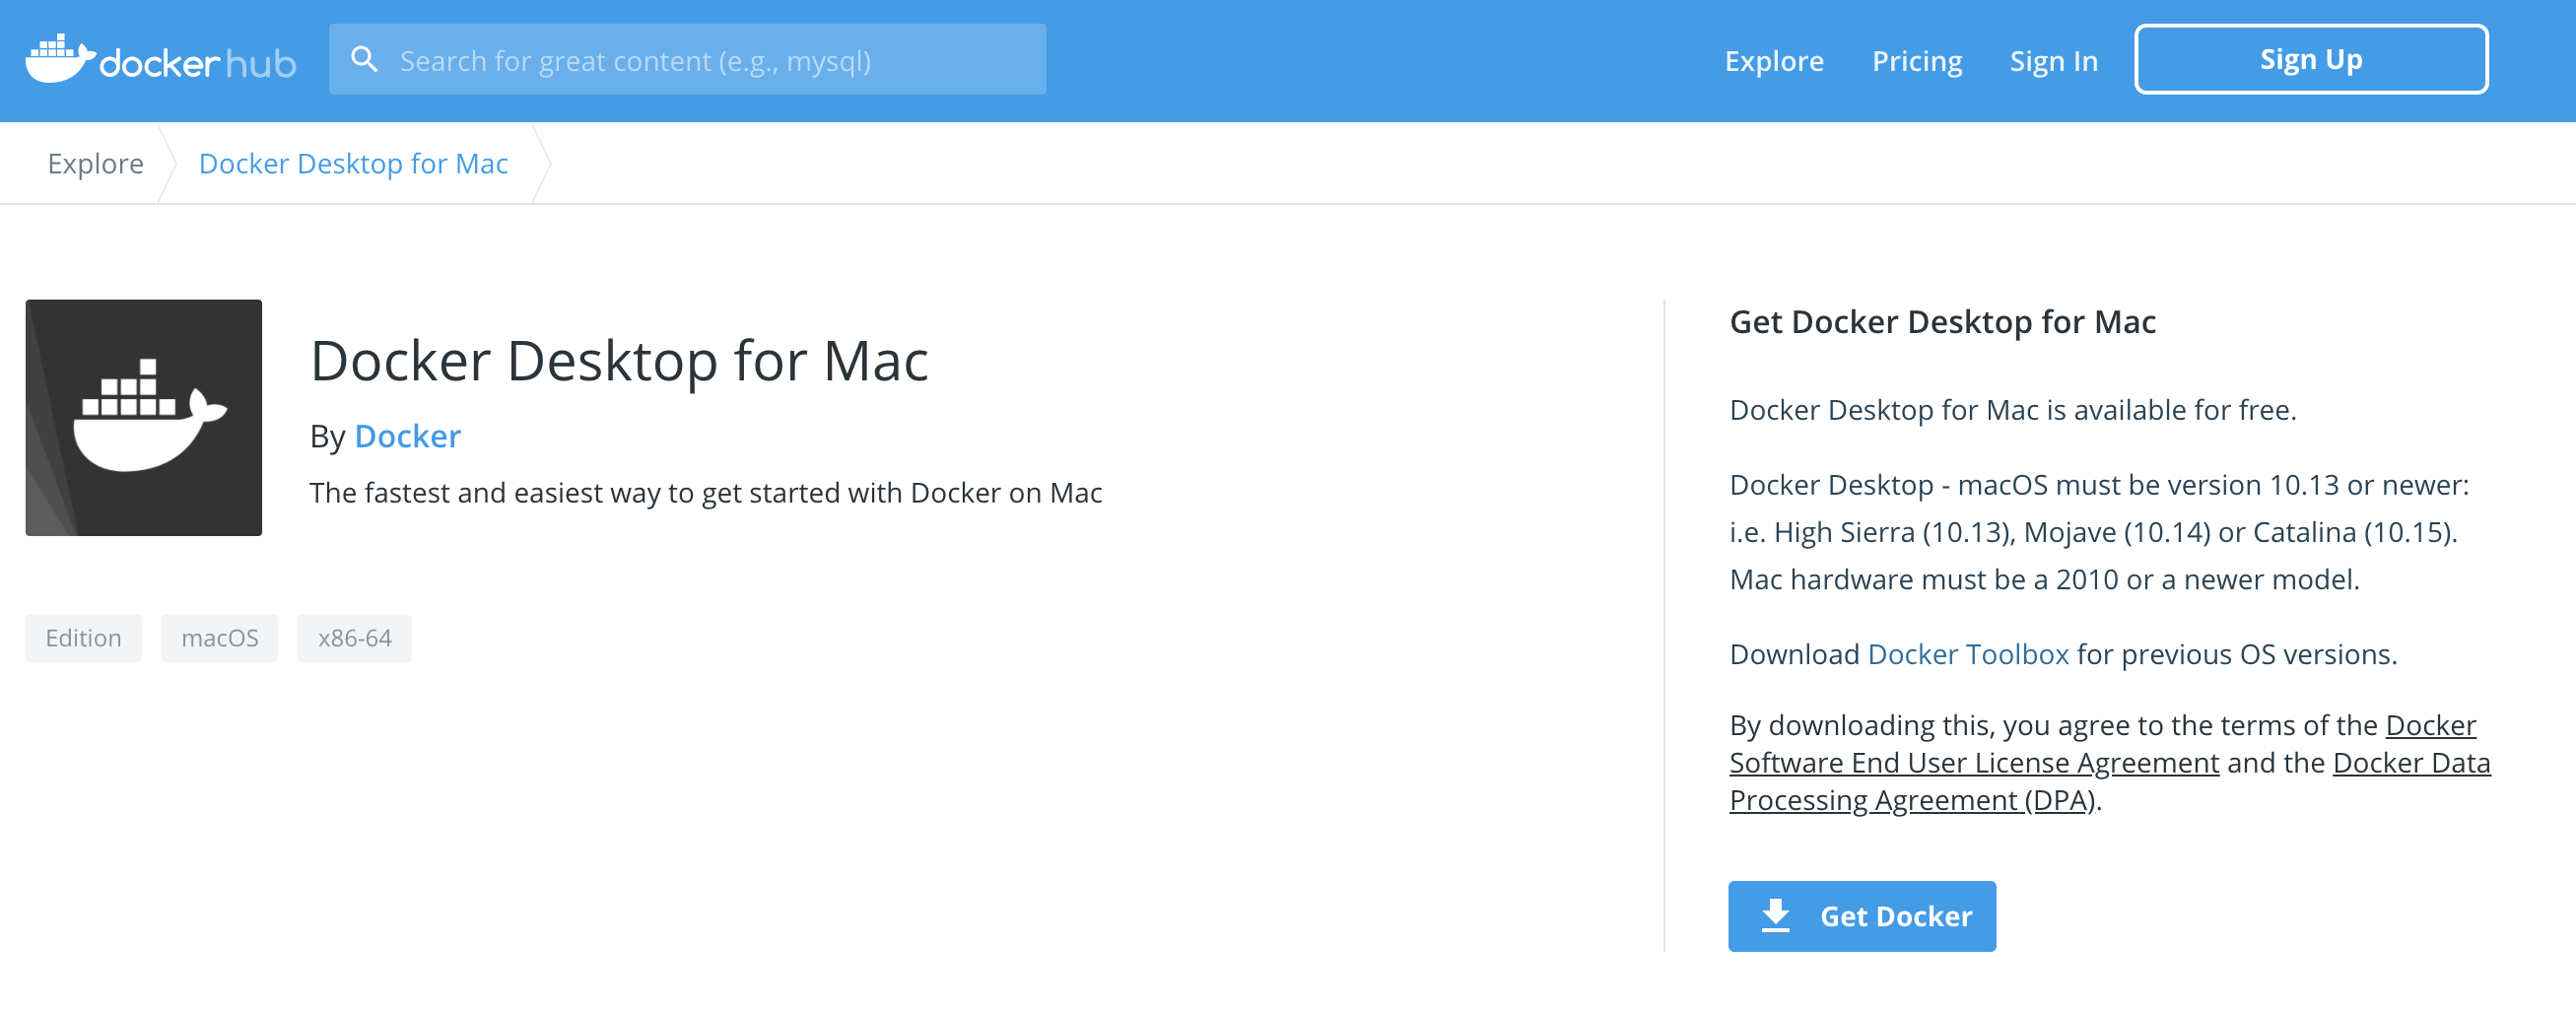 docker hub
Search for great content (e.g., mysql)
Explore
Pricing
Sign In
Sign Up
Explore
Docker Desktop for Mac
Docker Desktop for Mac
By Docker
The fastest and easiest way to get started with Docker on Mac
Edition
macOS
x86-64
Get Docker Desktop for Mac
Docker Desktop for Mac is available for free.
Docker Desktop - macOS must be version 10.13 or newer:
i.e. High Sierra (10.13), Mojave (10.14) or Catalina (10.15).
Mac hardware must be a 2010 or a newer model.
Download Docker Toolbox for previous OS versions.
By downloading this, you agree to the terms of the Docker
Software End User License Agreement and the Docker Data
Processing Agreement (DPA).
Get Docker